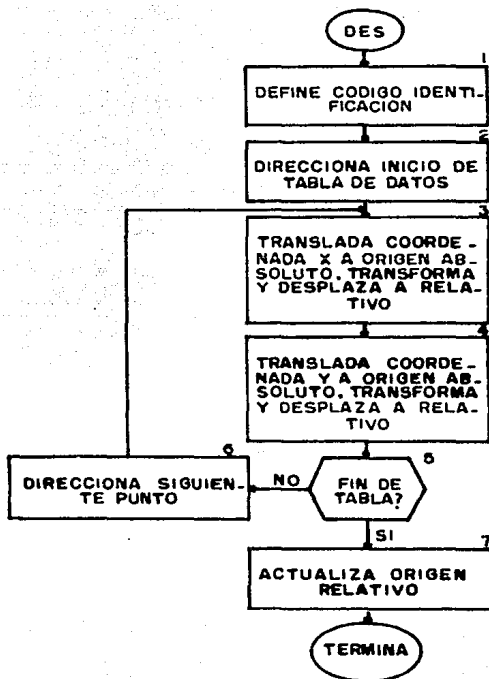 DES
1
DEFINE CODIGO IDENTI-
FICACION
2
DIRECCIONA INICIO DE
TABLA DE DATOS
3
TRANSLADA COORDE-
NADA X A ORIGEN AB-
SOLUTO, TRANSFORMA
Y DESPLAZA A RELA-
TIVO
4
TRANSLADA COORDE-
NADA Y A ORIGEN AB-
SOLUTO, TRANSFORMA
Y DESPLAZA A RELA-
TIVO
5
FIN DE
TABLA?
NO
6
DIRECCIONA SIGUIEN-
TE PUNTO
SI
7
ACTUALIZA ORIGEN
RELATIVO
TERMINA